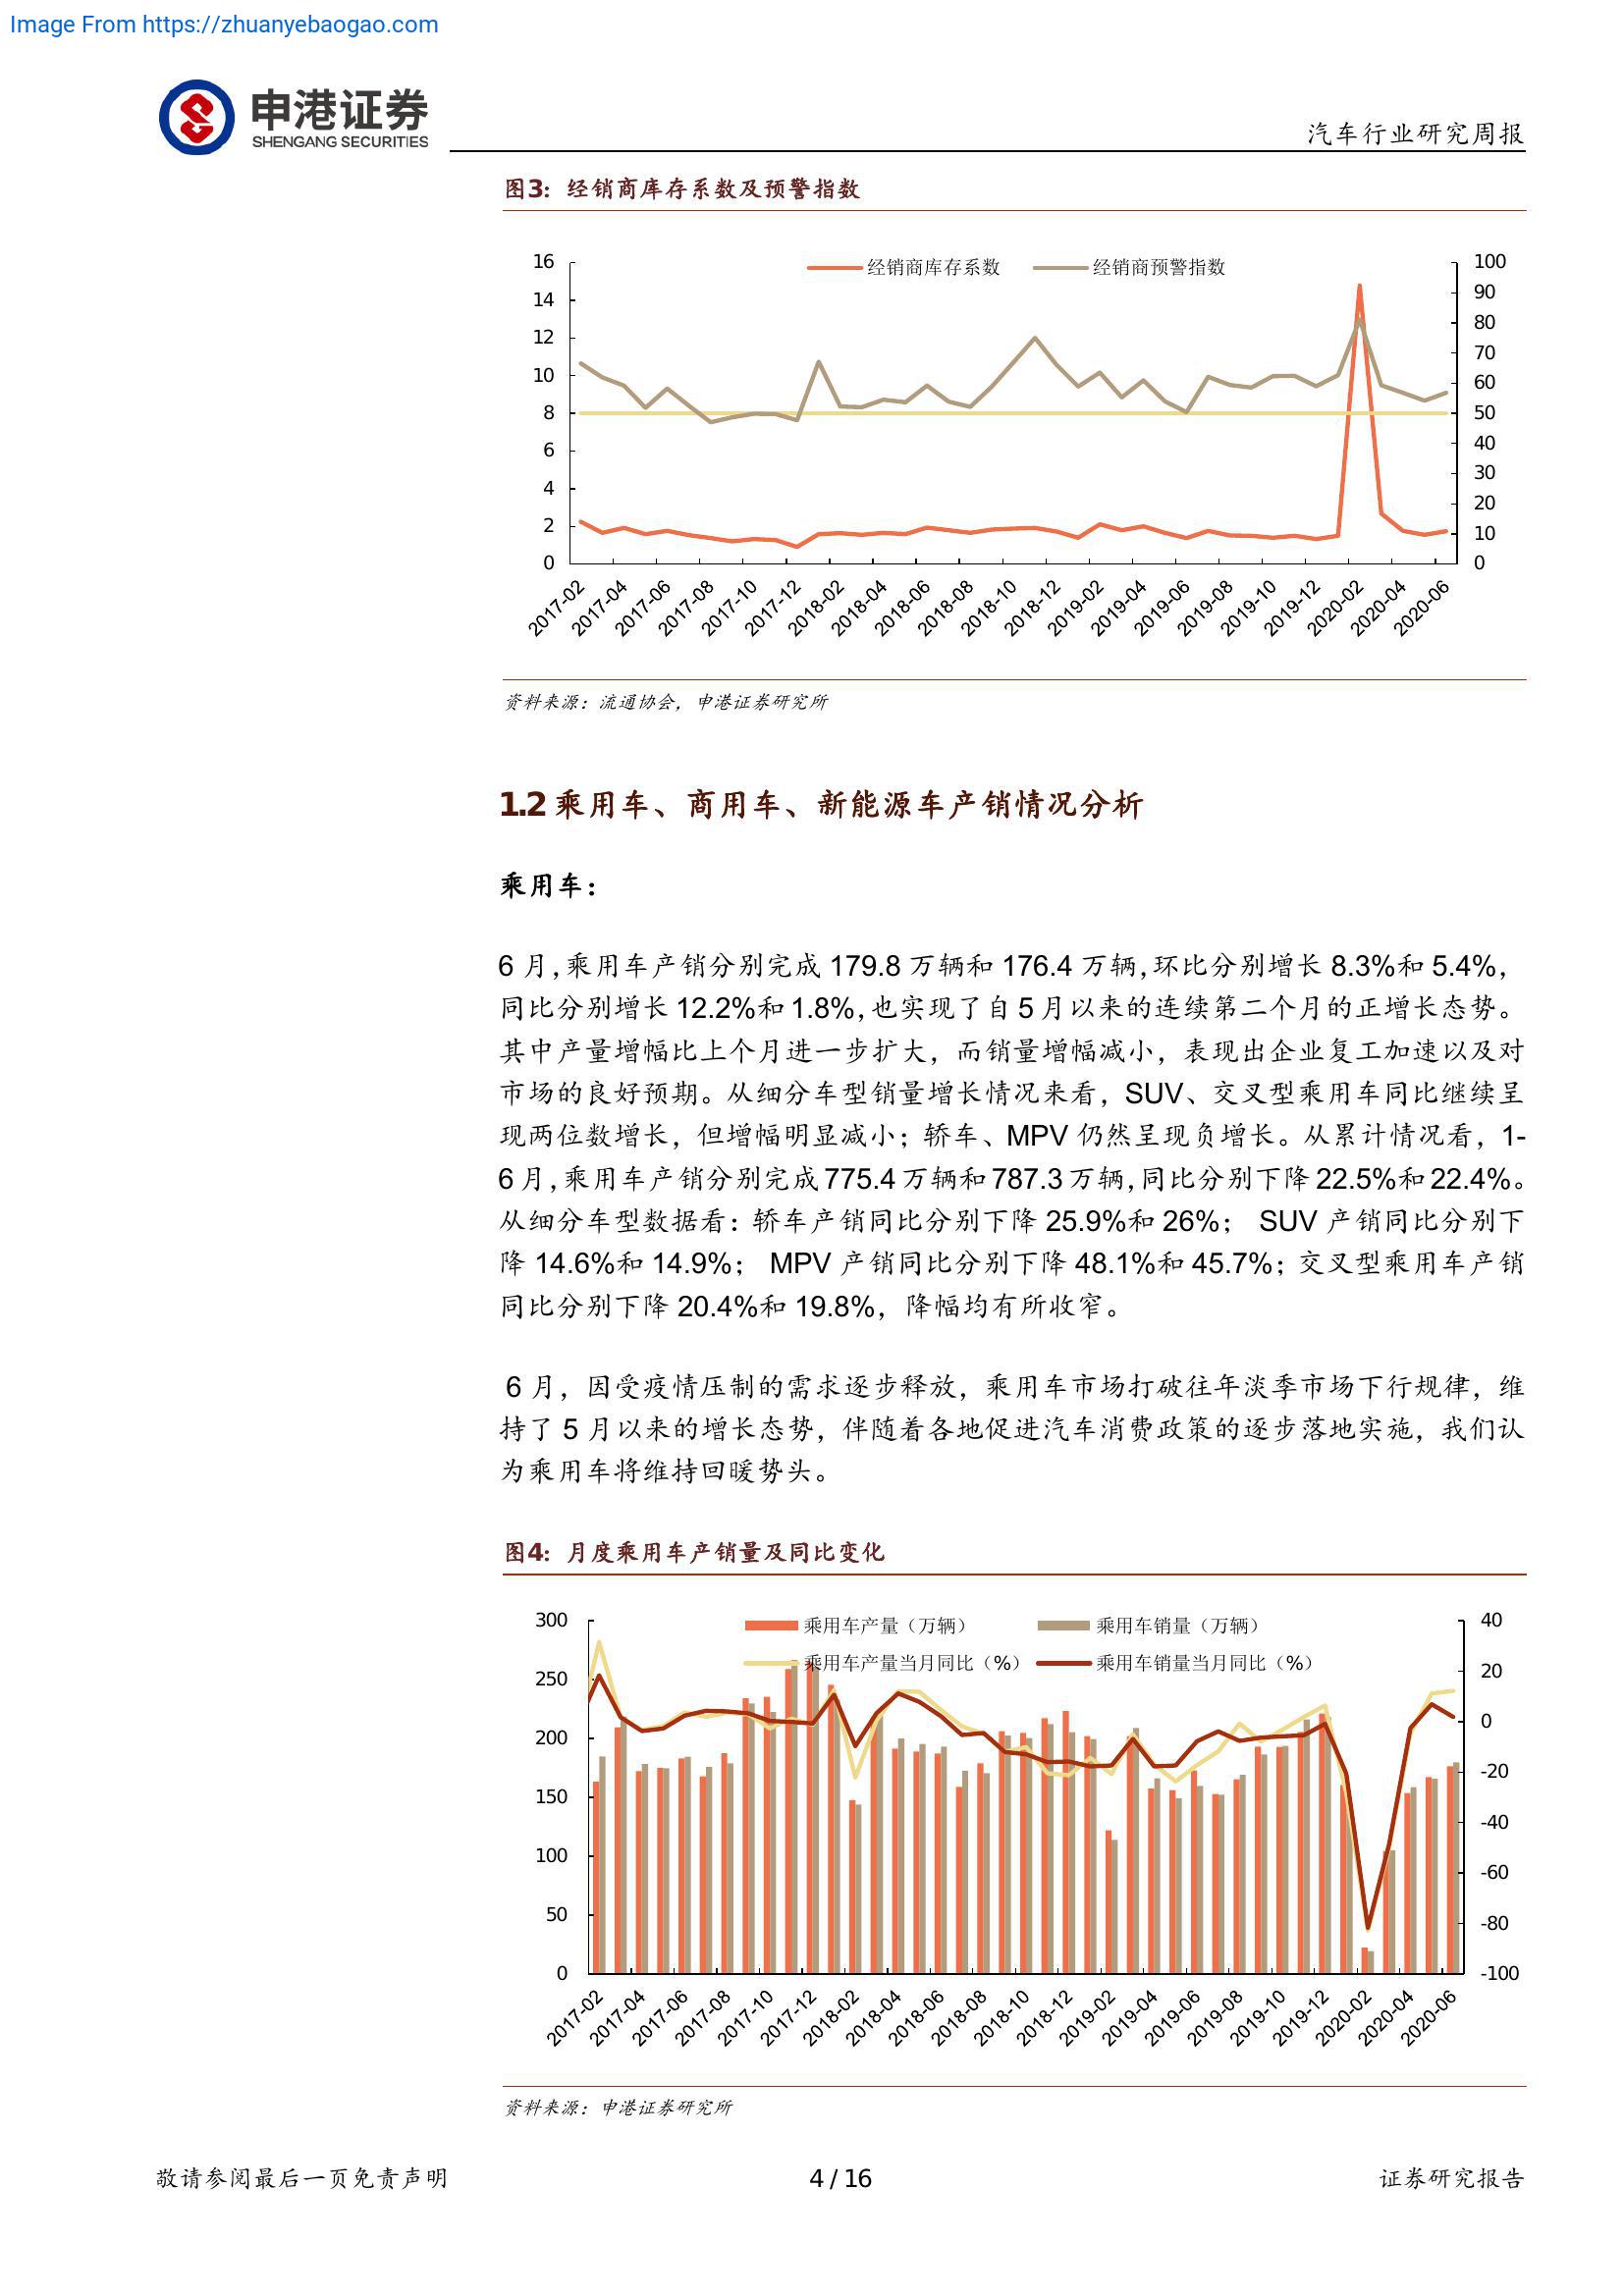 Image From https://zhuanyebaogao.com
申港证券
SHENGANG SECURITIES
汽车行业研究周报
图3：经销商库存系数及预警指数
经销商库存系数 经销商预警指数
16 100
14 90
12 80
10 70
8 60
6 50
4 40
2 30
0 20
10
0
2017-02 2017-04 2017-06 2017-08 2017-10 2017-12 2018-02 2018-04 2018-06 2018-08 2018-10 2018-12 2019-02 2019-04 2019-06 2019-08 2019-10 2019-12 2020-02 2020-04 2020-06
资料来源：流通协会，申港证券研究所
1.2 乘用车、商用车、新能源车产销情况分析
乘用车：
6 月,乘用车产销分别完成 179.8 万辆和 176.4 万辆,环比分别增长 8.3%和 5.4%，
同比分别增长 12.2%和 1.8%,也实现了自 5 月以来的连续第二个月的正增长态势。
其中产量增幅比上个月进一步扩大，而销量增幅减小，表现出企业复工加速以及对
市场的良好预期。从细分车型销量增长情况来看，SUV、交叉型乘用车同比继续呈
现两位数增长，但增幅明显减小；轿车、MPV 仍然呈现负增长。从累计情况看，1-
6 月,乘用车产销分别完成 775.4 万辆和 787.3 万辆,同比分别下降 22.5%和 22.4%。
从细分车型数据看：轿车产销同比分别下降 25.9%和 26%； SUV 产销同比分别下
降 14.6%和 14.9%； MPV 产销同比分别下降 48.1%和 45.7%；交叉型乘用车产销
同比分别下降 20.4%和 19.8%，降幅均有所收窄。
6 月，因受疫情压制的需求逐步释放，乘用车市场打破往年淡季市场下行规律，维
持了 5 月以来的增长态势，伴随着各地促进汽车消费政策的逐步落地实施，我们认
为乘用车将维持回暖势头。
图4：月度乘用车产销量及同比变化
乘用车产量（万辆） 乘用车销量（万辆）
乘用车产量当月同比（%） 乘用车销量当月同比（%）
300 40
250 20
200 0
150 -20
100 -40
50 -60
0 -80
-100
2017-02 2017-04 2017-06 2017-08 2017-10 2017-12 2018-02 2018-04 2018-06 2018-08 2018-10 2018-12 2019-02 2019-04 2019-06 2019-08 2019-10 2019-12 2020-02 2020-04 2020-06
资料来源：申港证券研究所
敬请参阅最后一页免责声明 4 / 16 证券研究报告